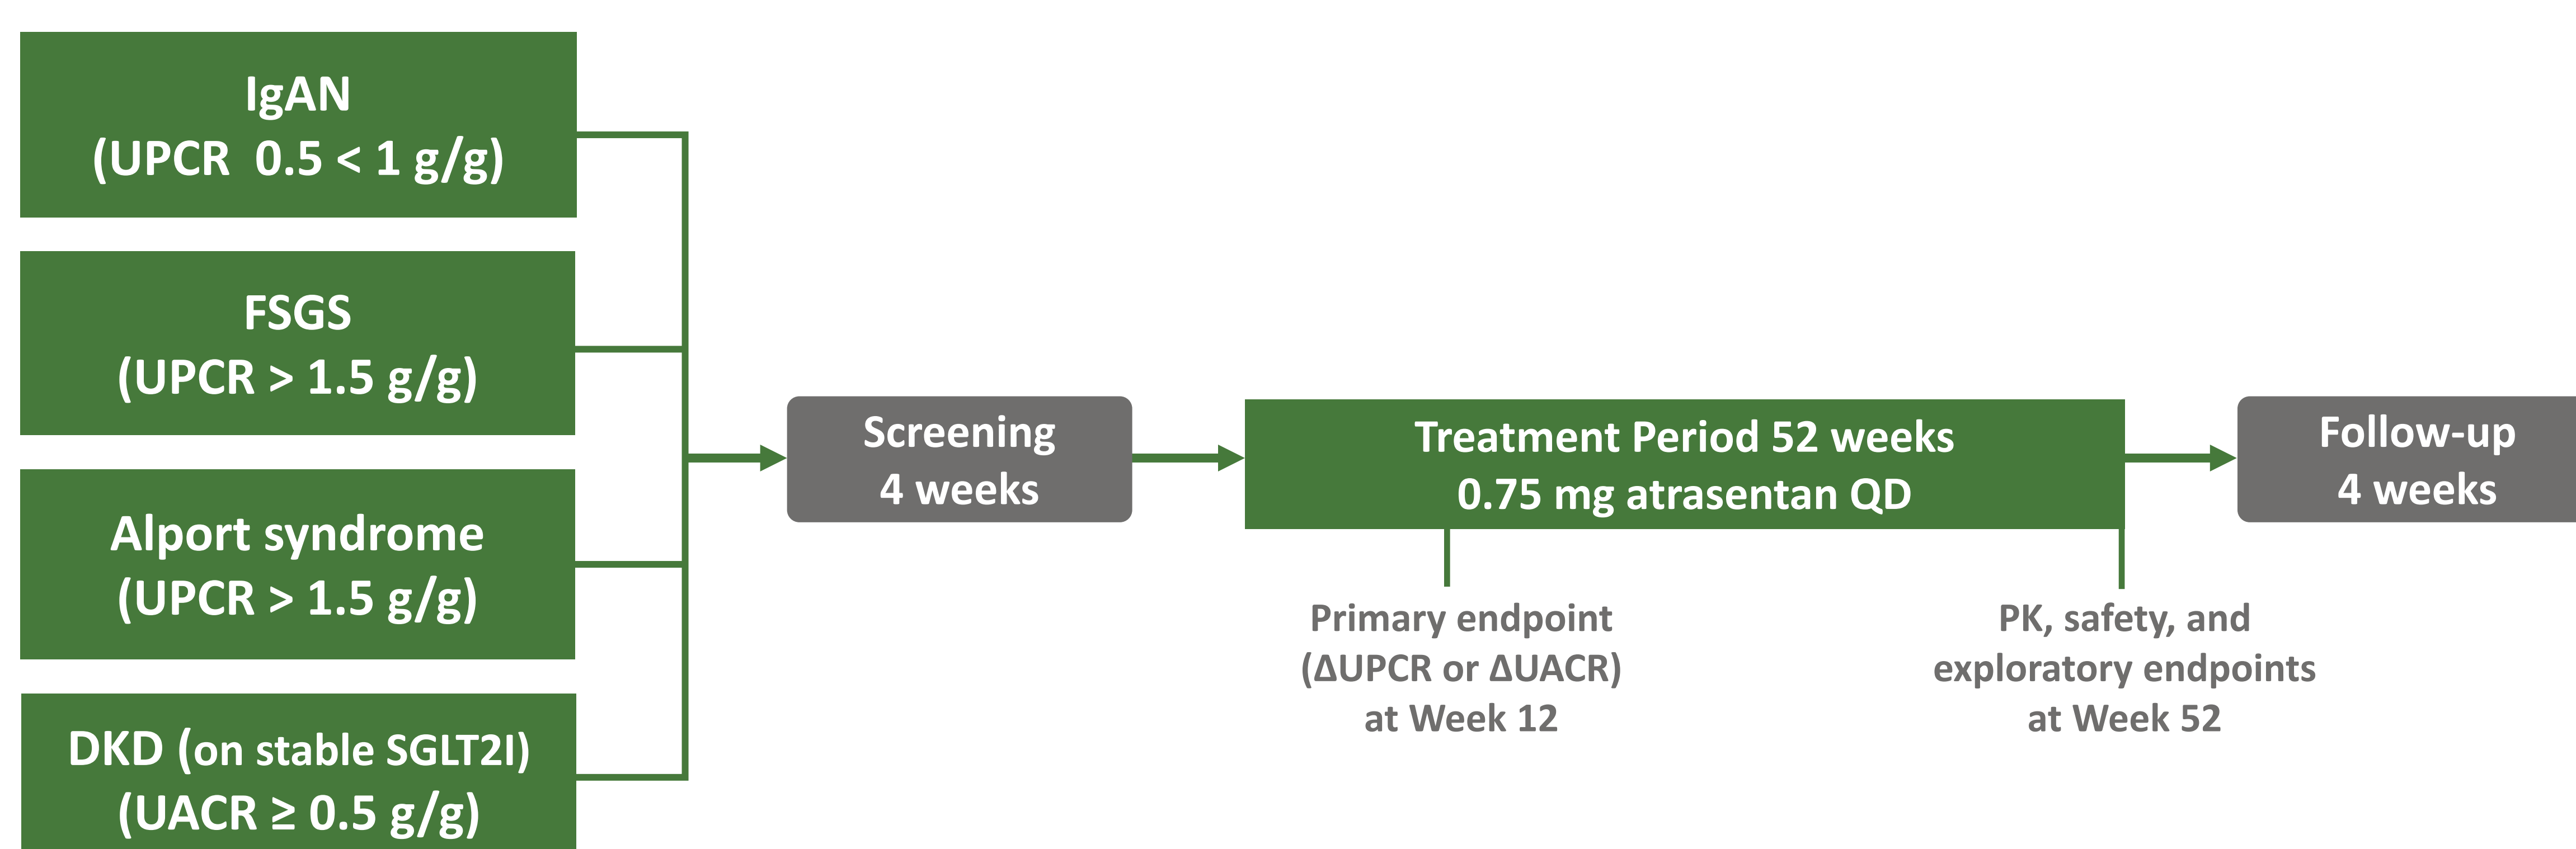 IgAN
(UPCR  0.5 < 1 g/g)
FSGS
(UPCR > 1.5 g/g)
Alport syndrome
(UPCR > 1.5 g/g)
DKD (on stable SGLT2I)
(UACR ≥ 0.5 g/g)
Screening
4 weeks
Treatment Period 52 weeks
0.75 mg atrasentan QD
Primary endpoint
(ΔUPCR or ΔUACR)
at Week 12
PK, safety, and
exploratory endpoints
at Week 52
Follow-up
4 weeks